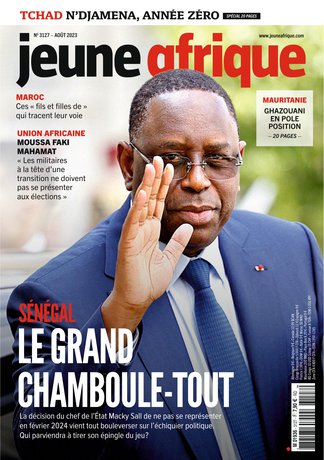 TCHAD N'DJAMENA, ANNÉE ZÉRO SPÉCIAL 20 PAGES
N° 3127 – AOÛT 2023
www.jeuneafrique.com
jeune afrique
MAROC
Ces « fils et filles de »
qui tracent leur voie
UNION AFRICAINE
MOUSSA FAKI
MAHAMAT
« Les militaires
à la tête d'une
transition ne doivent
pas se présenter
aux élections »
MAURITANIE
GHAZOUANI
EN POLE
POSITION
– 20 PAGES –
SÉNÉGAL
LE GRAND
CHAMBOULE-TOUT
La décision du chef de l'État Macky Sall de ne pas se représenter
en février 2024 vient tout bouleverser sur l'échiquier politique.
Qui parviendra à tirer son épingle du jeu?